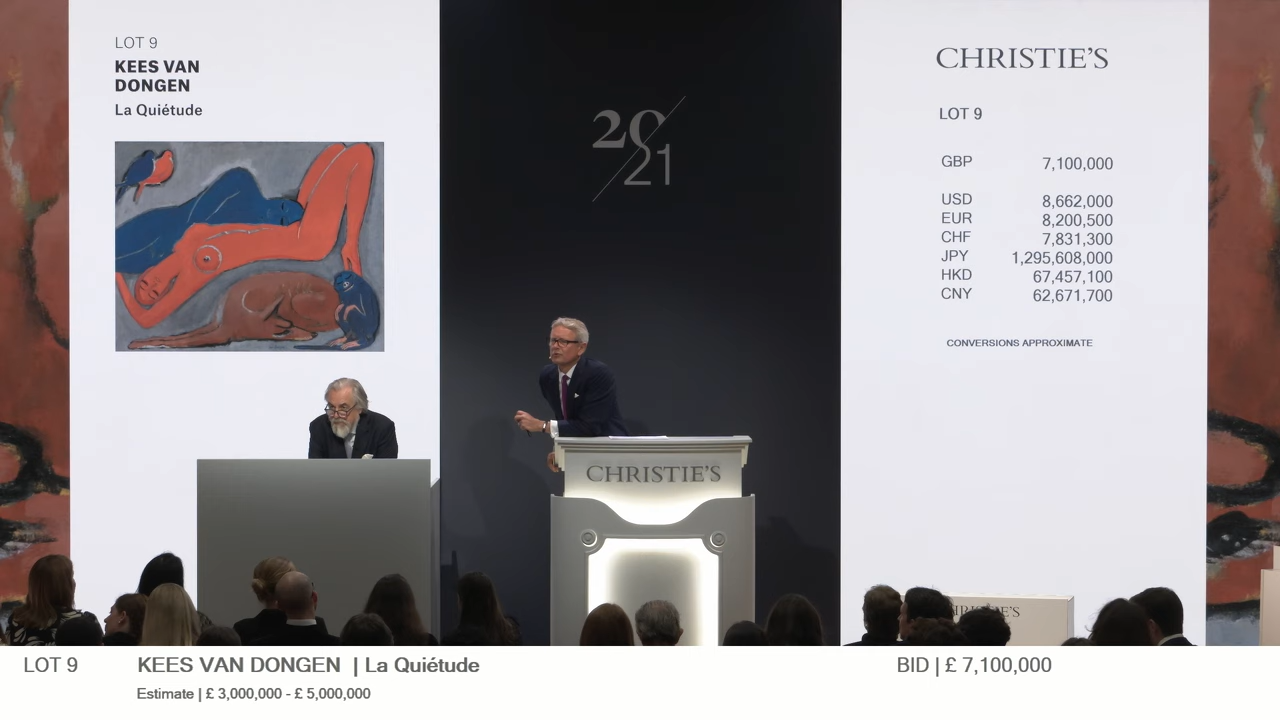 LOT 9
KEES VAN
DONGEN
La Quiétude
20
21
CHRISTIE'S
CHRISTIE'S
LOT 9
GBP 7,100,000
USD 8,662,000
EUR 8,200,500
CHF 7,831,300
JPY 1,295,608,000
HKD 67,457,100
CNY 62,671,700
CONVERSIONS APPROXIMATE
LOT 9 KEES VAN DONGEN | La Quiétude BID | £ 7,100,000
Estimate | £ 3,000,000 - £ 5,000,000